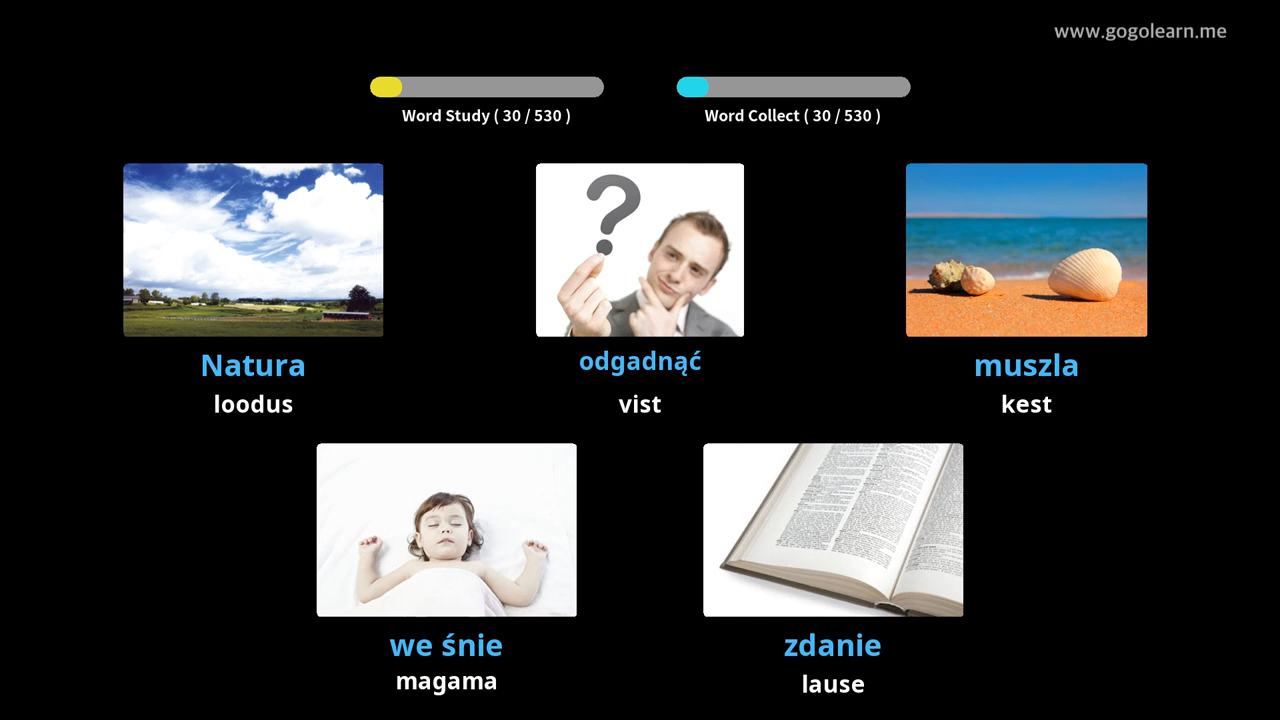 www.gogolearn.me
Word Study ( 30 / 530 )
Word Collect ( 30 / 530 )
Natura
loodus
odgadnąć
vist
muszla
kest
we śnie
magama
zdanie
lause